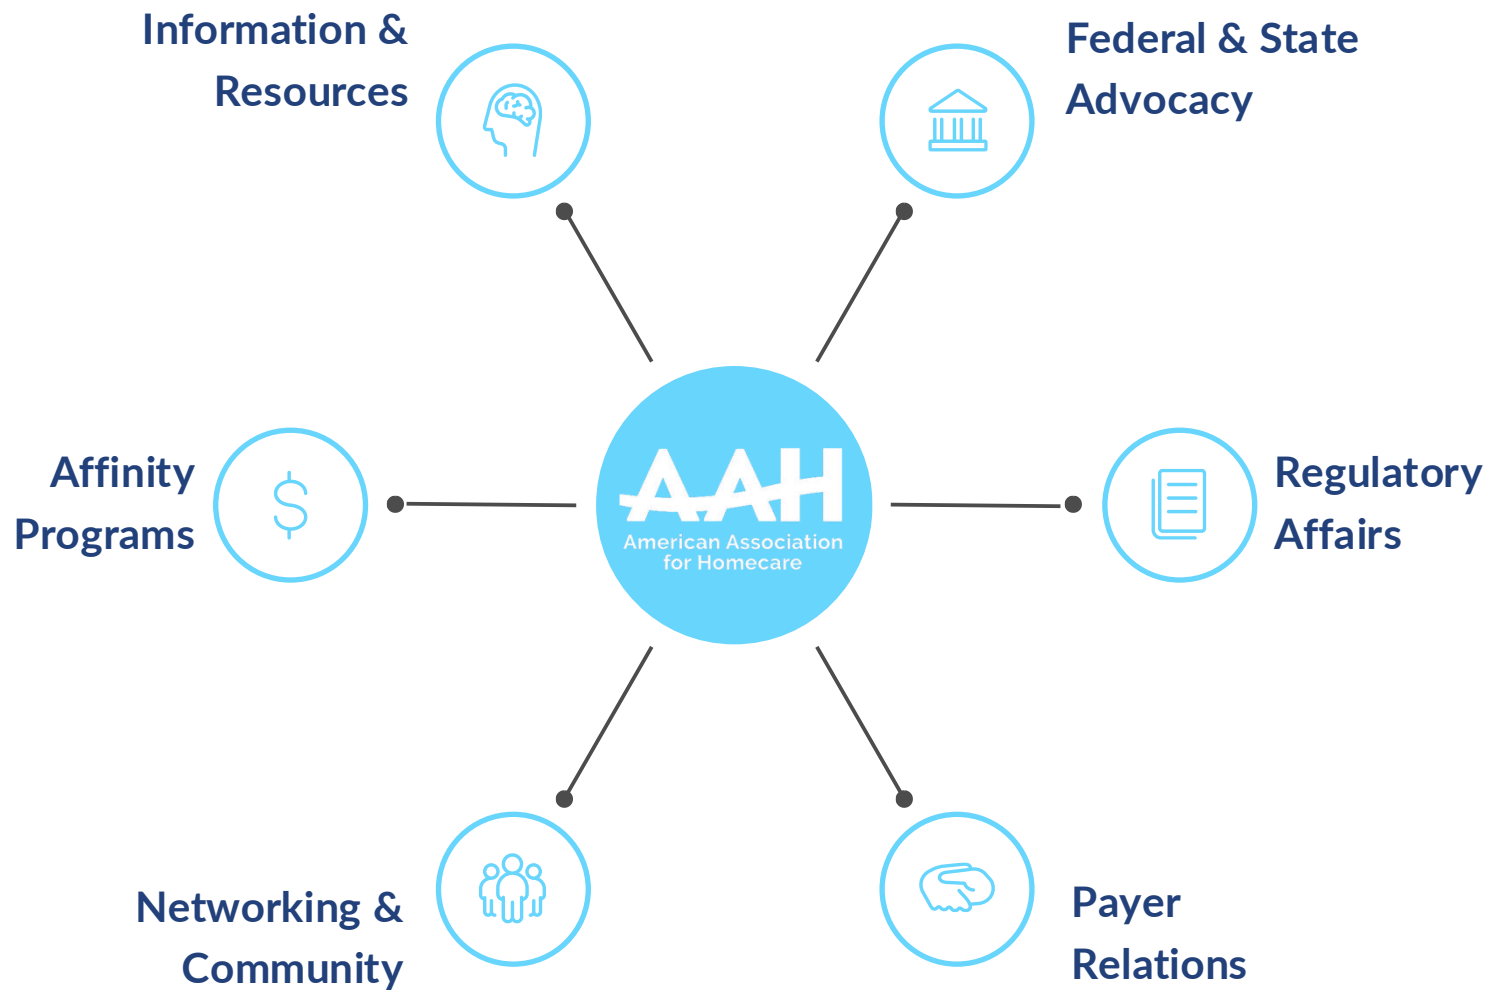 Information &
Resources
Federal & State
Advocacy
Affinity
Programs
AAH
American Association
for Homecare
Regulatory
Affairs
Networking &
Community
Payer
Relations